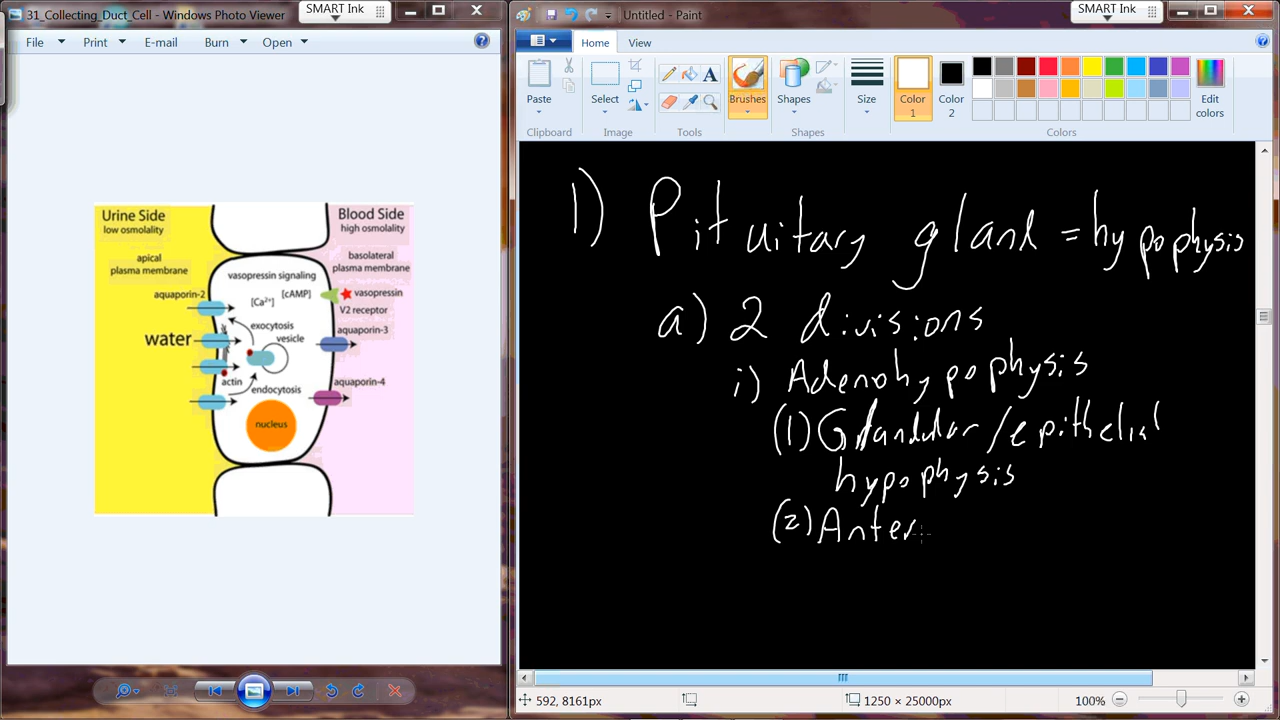 31_Collecting_Duct_Cell - Windows Photo Viewer
SMART Ink
File Print E-mail Burn Open
Urine Side
low osmolality
Blood Side
high osmolality
apical
plasma membrane
basolateral
plasma membrane
vasopressin signaling
aquaporin-2
[Ca2+]
[cAMP]
vasopressin
V2 receptor
exocytosis
vesicle
water
aquaporin-3
actin
endocytosis
aquaporin-4
nucleus
Untitled - Paint
SMART Ink
Home View
Paste
Select
Brushes
Shapes
Size
Color
1
Color
2
Edit
colors
Clipboard
Image
Tools
Shapes
Colors
1) Pituitary gland = hypophysis
a) 2 divisions
i) Adenohypophysis
(1) Glandular/epithelial
hypophysis
(2) Anter
592, 8161px
1250 × 25000px
100%